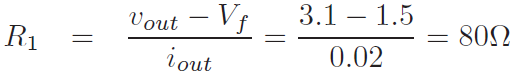 R₁ = (v_out − V_f) / i_out = (3.1 − 1.5) / 0.02 = 80Ω